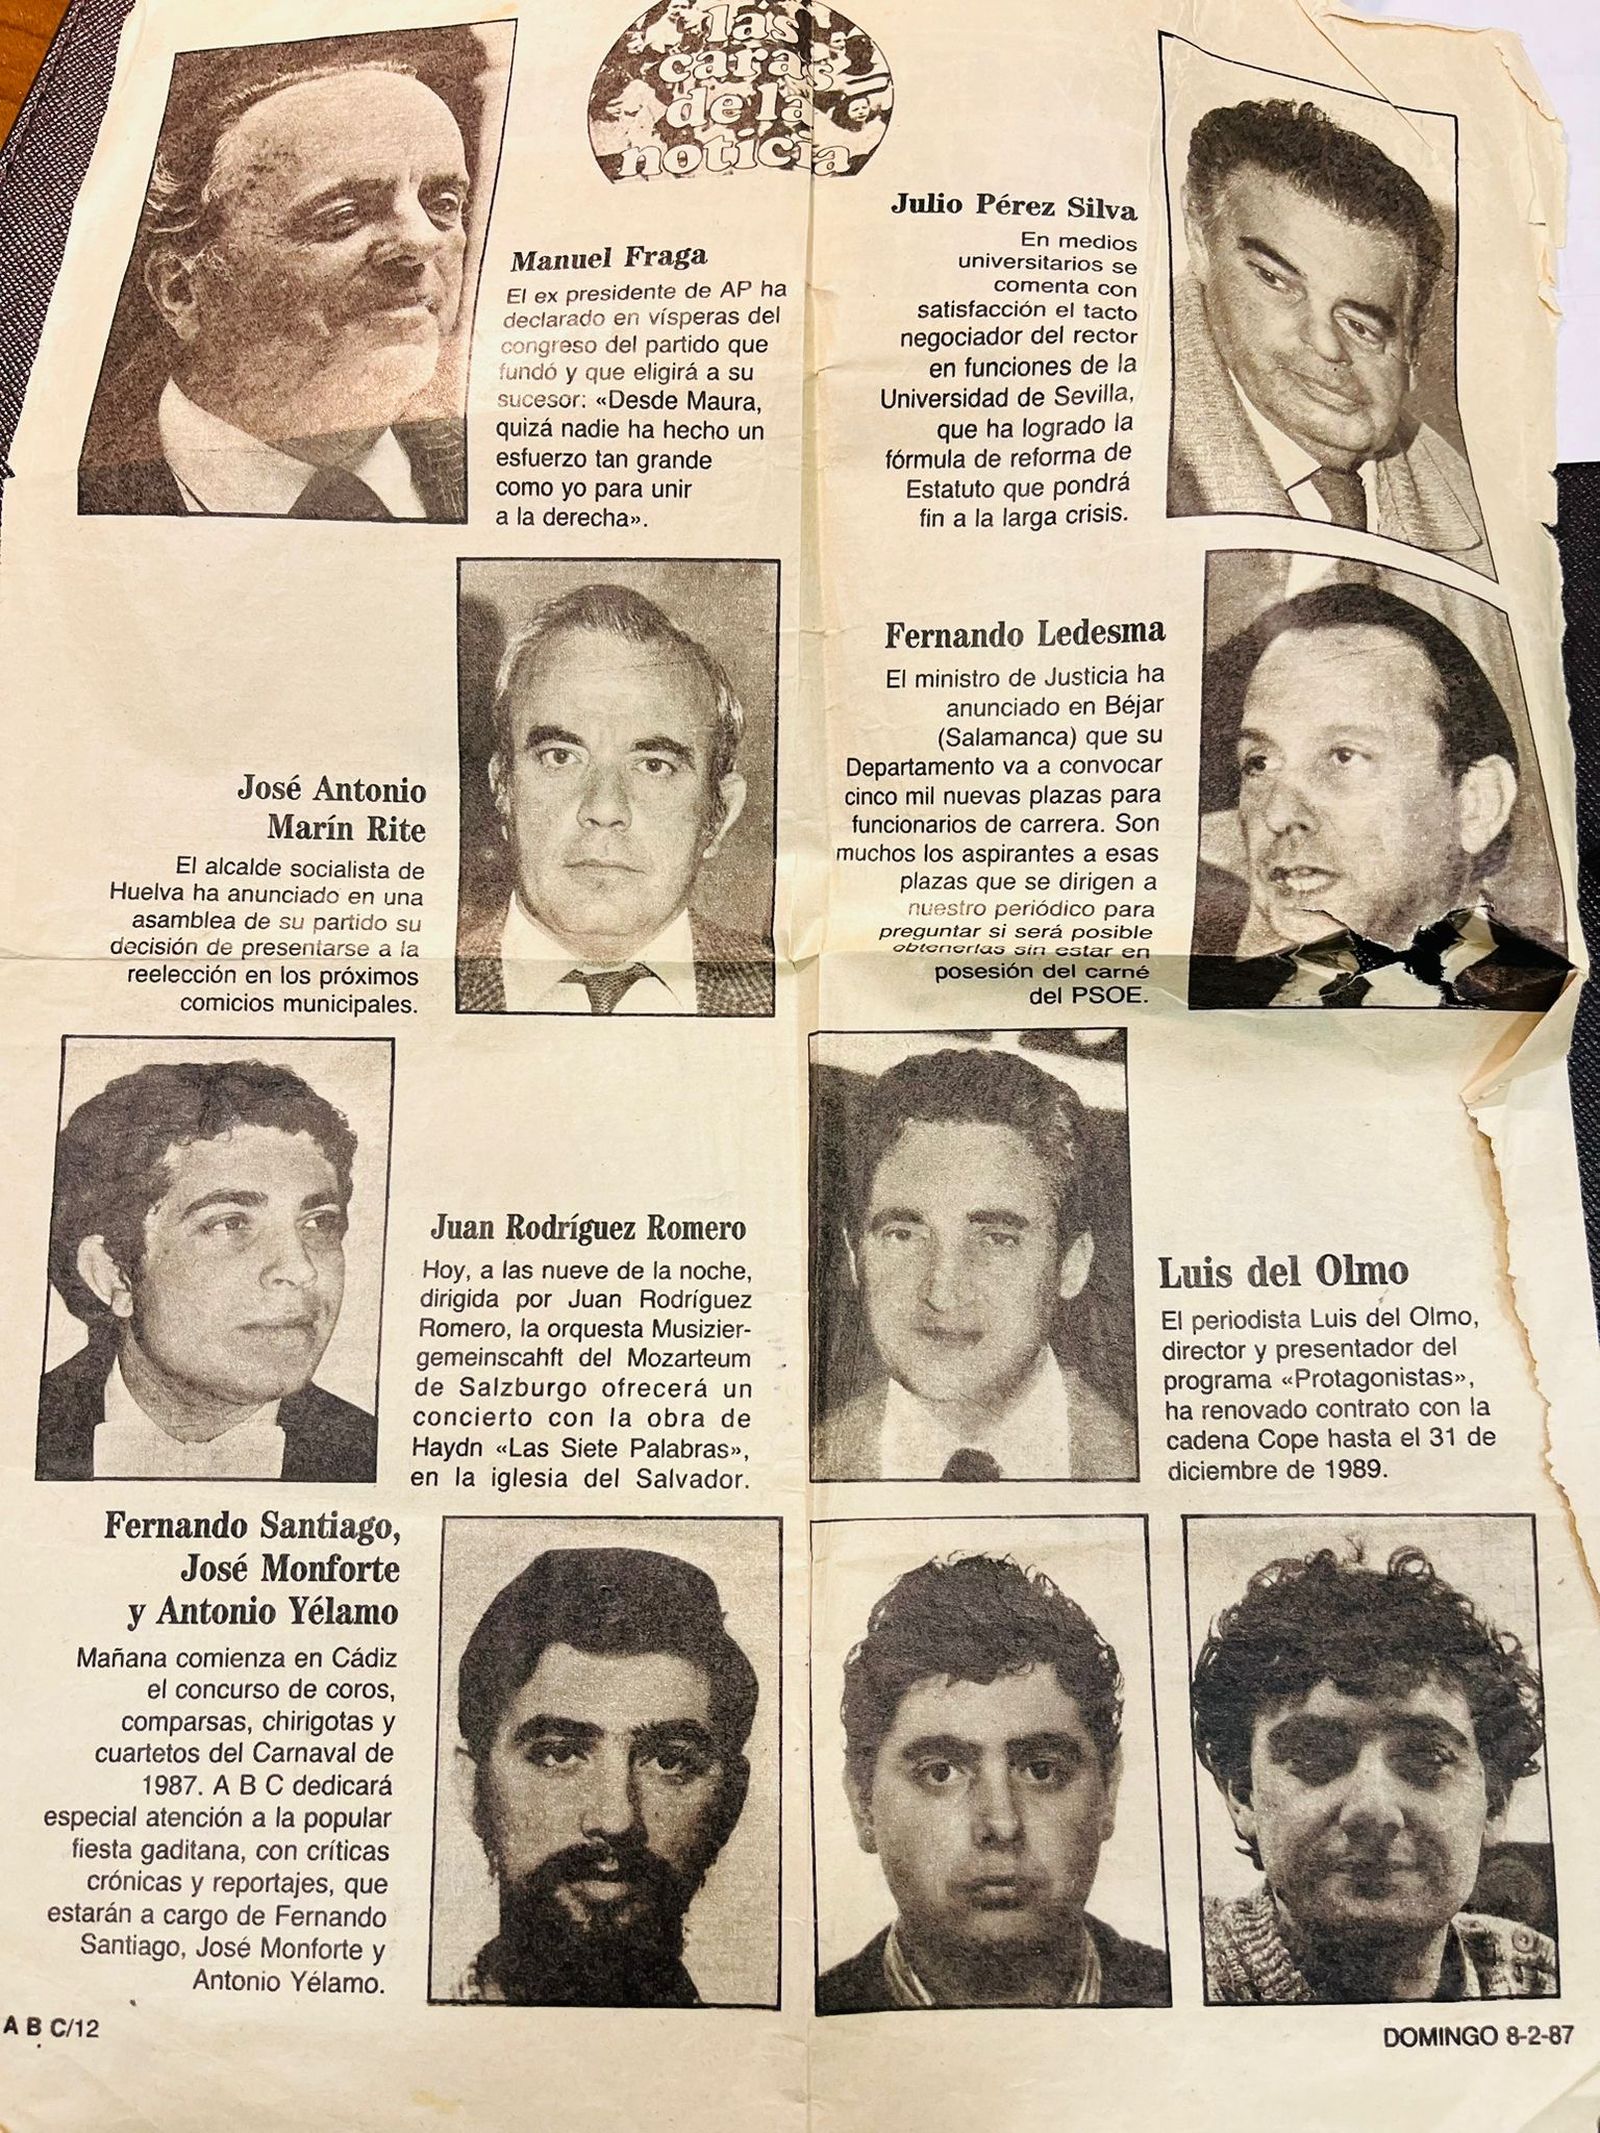 las
caras
de la
noticia
Manuel Fraga
El ex presidente de AP ha
declarado en vísperas del
congreso del partido que
fundó y que eligirá a su
sucesor: «Desde Maura,
quizá nadie ha hecho un
esfuerzo tan grande
como yo para unir
a la derecha».
Julio Pérez Silva
En medios
universitarios se
comenta con
satisfacción el tacto
negociador del rector
en funciones de la
Universidad de Sevilla,
que ha logrado la
fórmula de reforma de
Estatuto que pondrá
fin a la larga crisis.
José Antonio
Marín Rite
El alcalde socialista de
Huelva ha anunciado en una
asamblea de su partido su
decisión de presentarse a la
reelección en los próximos
comicios municipales.
Fernando Ledesma
El ministro de Justicia ha
anunciado en Béjar
(Salamanca) que su
Departamento va a convocar
cinco mil nuevas plazas para
funcionarios de carrera. Son
muchos los aspirantes a esas
plazas que se dirigen a
nuestro periódico para
preguntar si será posible
obtenerlas sin estar en
posesión del carné
del PSOE.
Juan Rodríguez Romero
Hoy, a las nueve de la noche,
dirigida por Juan Rodríguez
Romero, la orquesta Musizier-
gemeinscahft del Mozarteum
de Salzburgo ofrecerá un
concierto con la obra de
Haydn «Las Siete Palabras»,
en la iglesia del Salvador.
Luis del Olmo
El periodista Luis del Olmo,
director y presentador del
programa «Protagonistas»,
ha renovado contrato con la
cadena Cope hasta el 31 de
diciembre de 1989.
Fernando Santiago,
José Monforte
y Antonio Yélamo
Mañana comienza en Cádiz
el concurso de coros,
comparsas, chirigotas y
cuartetos del Carnaval de
1987. A B C dedicará
especial atención a la popular
fiesta gaditana, con críticas
crónicas y reportajes, que
estarán a cargo de Fernando
Santiago, José Monforte y
Antonio Yélamo.
A B C/12
DOMINGO 8-2-87